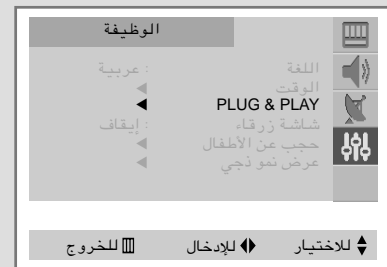 الوظيفة
اللغة : عربية
الوقت ◀
PLUG & PLAY ◀
شاشة زرقاء : إيقاف
حجب عن الأطفال ◀
عرض نموذجي ◀
للاختيار للإدخال للخروج